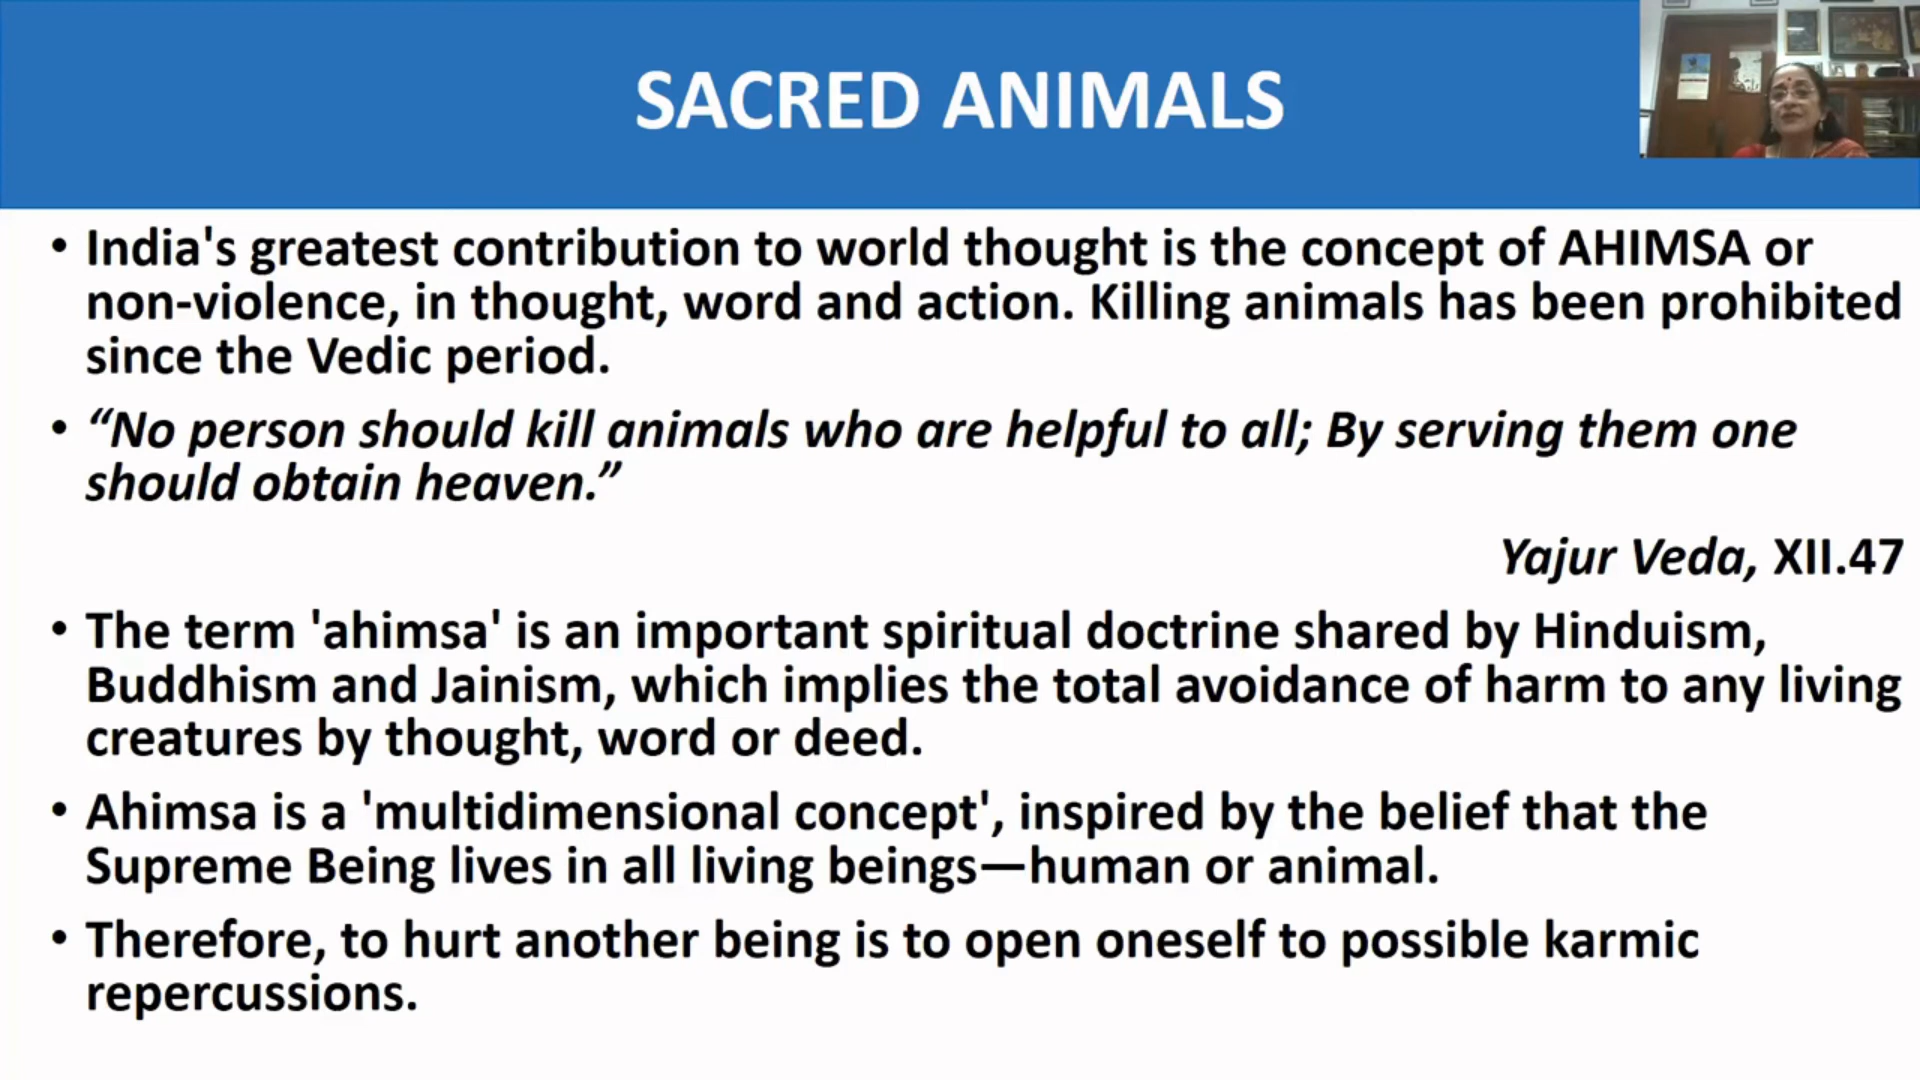 SACRED ANIMALS
• India's greatest contribution to world thought is the concept of AHIMSA or
non-violence, in thought, word and action. Killing animals has been prohibited
since the Vedic period.
• “No person should kill animals who are helpful to all; By serving them one
should obtain heaven.”
Yajur Veda, XII.47
• The term 'ahimsa' is an important spiritual doctrine shared by Hinduism,
Buddhism and Jainism, which implies the total avoidance of harm to any living
creatures by thought, word or deed.
• Ahimsa is a 'multidimensional concept', inspired by the belief that the
Supreme Being lives in all living beings—human or animal.
• Therefore, to hurt another being is to open oneself to possible karmic
repercussions.